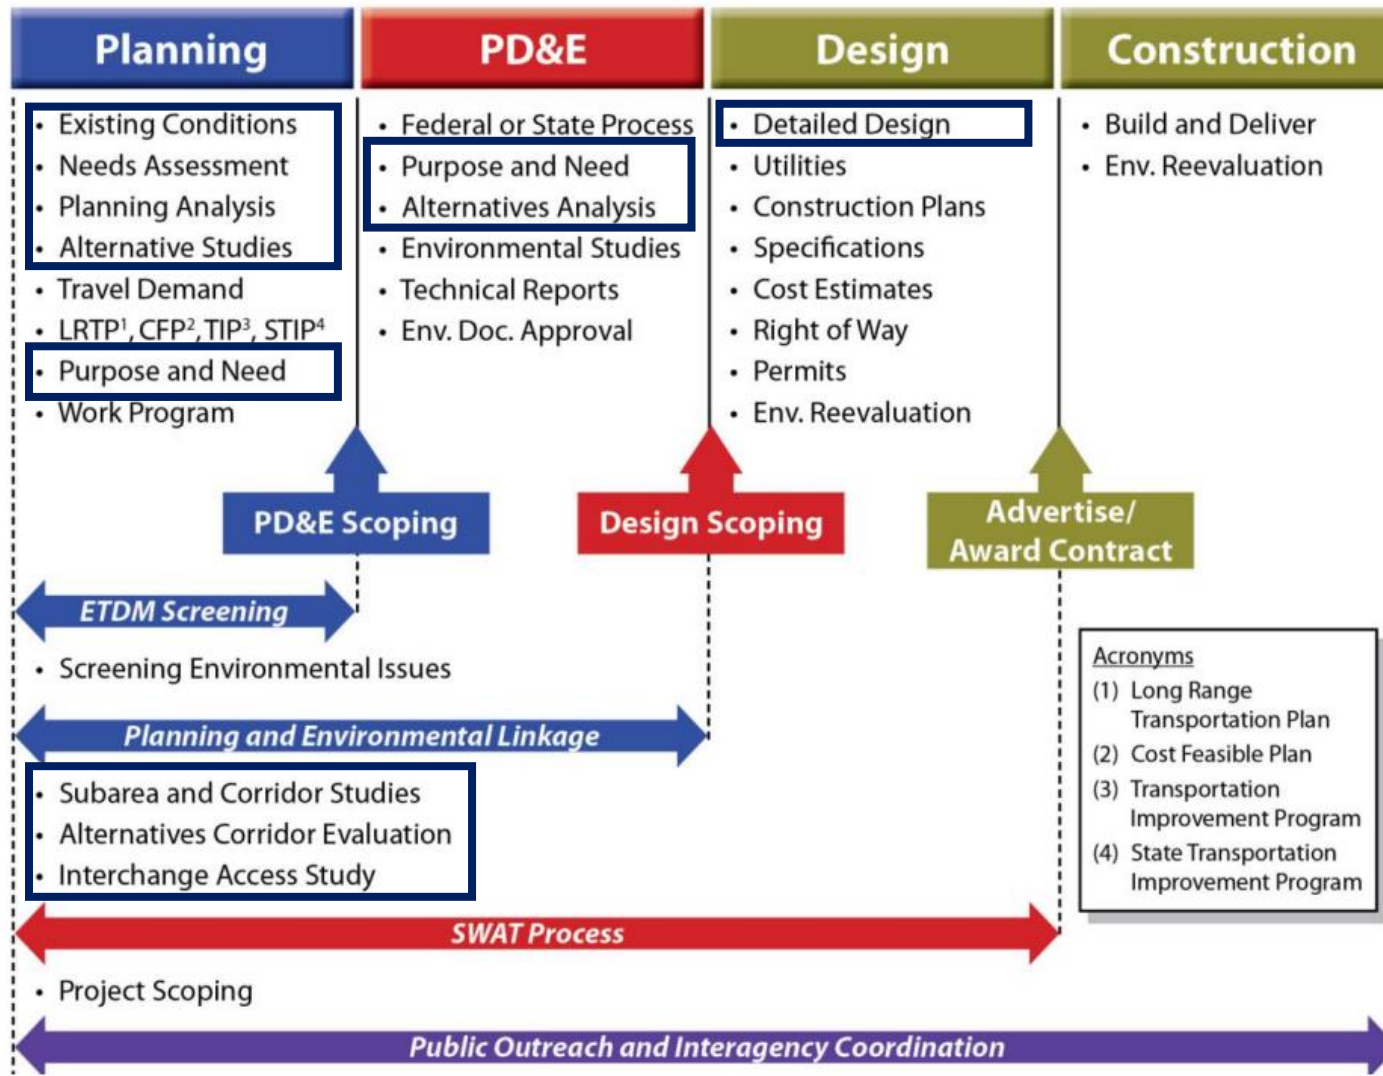 Planning
PD&E
Design
Construction
• Existing Conditions
• Needs Assessment
• Planning Analysis
• Alternative Studies
• Travel Demand
• LRTP¹, CFP², TIP³, STIP⁴
• Purpose and Need
• Work Program
• Federal or State Process
• Purpose and Need
• Alternatives Analysis
• Environmental Studies
• Technical Reports
• Env. Doc. Approval
• Detailed Design
• Utilities
• Construction Plans
• Specifications
• Cost Estimates
• Right of Way
• Permits
• Env. Reevaluation
• Build and Deliver
• Env. Reevaluation
PD&E Scoping
Design Scoping
Advertise/
Award Contract
ETDM Screening
• Screening Environmental Issues
Planning and Environmental Linkage
• Subarea and Corridor Studies
• Alternatives Corridor Evaluation
• Interchange Access Study
SWAT Process
• Project Scoping
Public Outreach and Interagency Coordination
Acronyms
(1) Long Range
Transportation Plan
(2) Cost Feasible Plan
(3) Transportation
Improvement Program
(4) State Transportation
Improvement Program